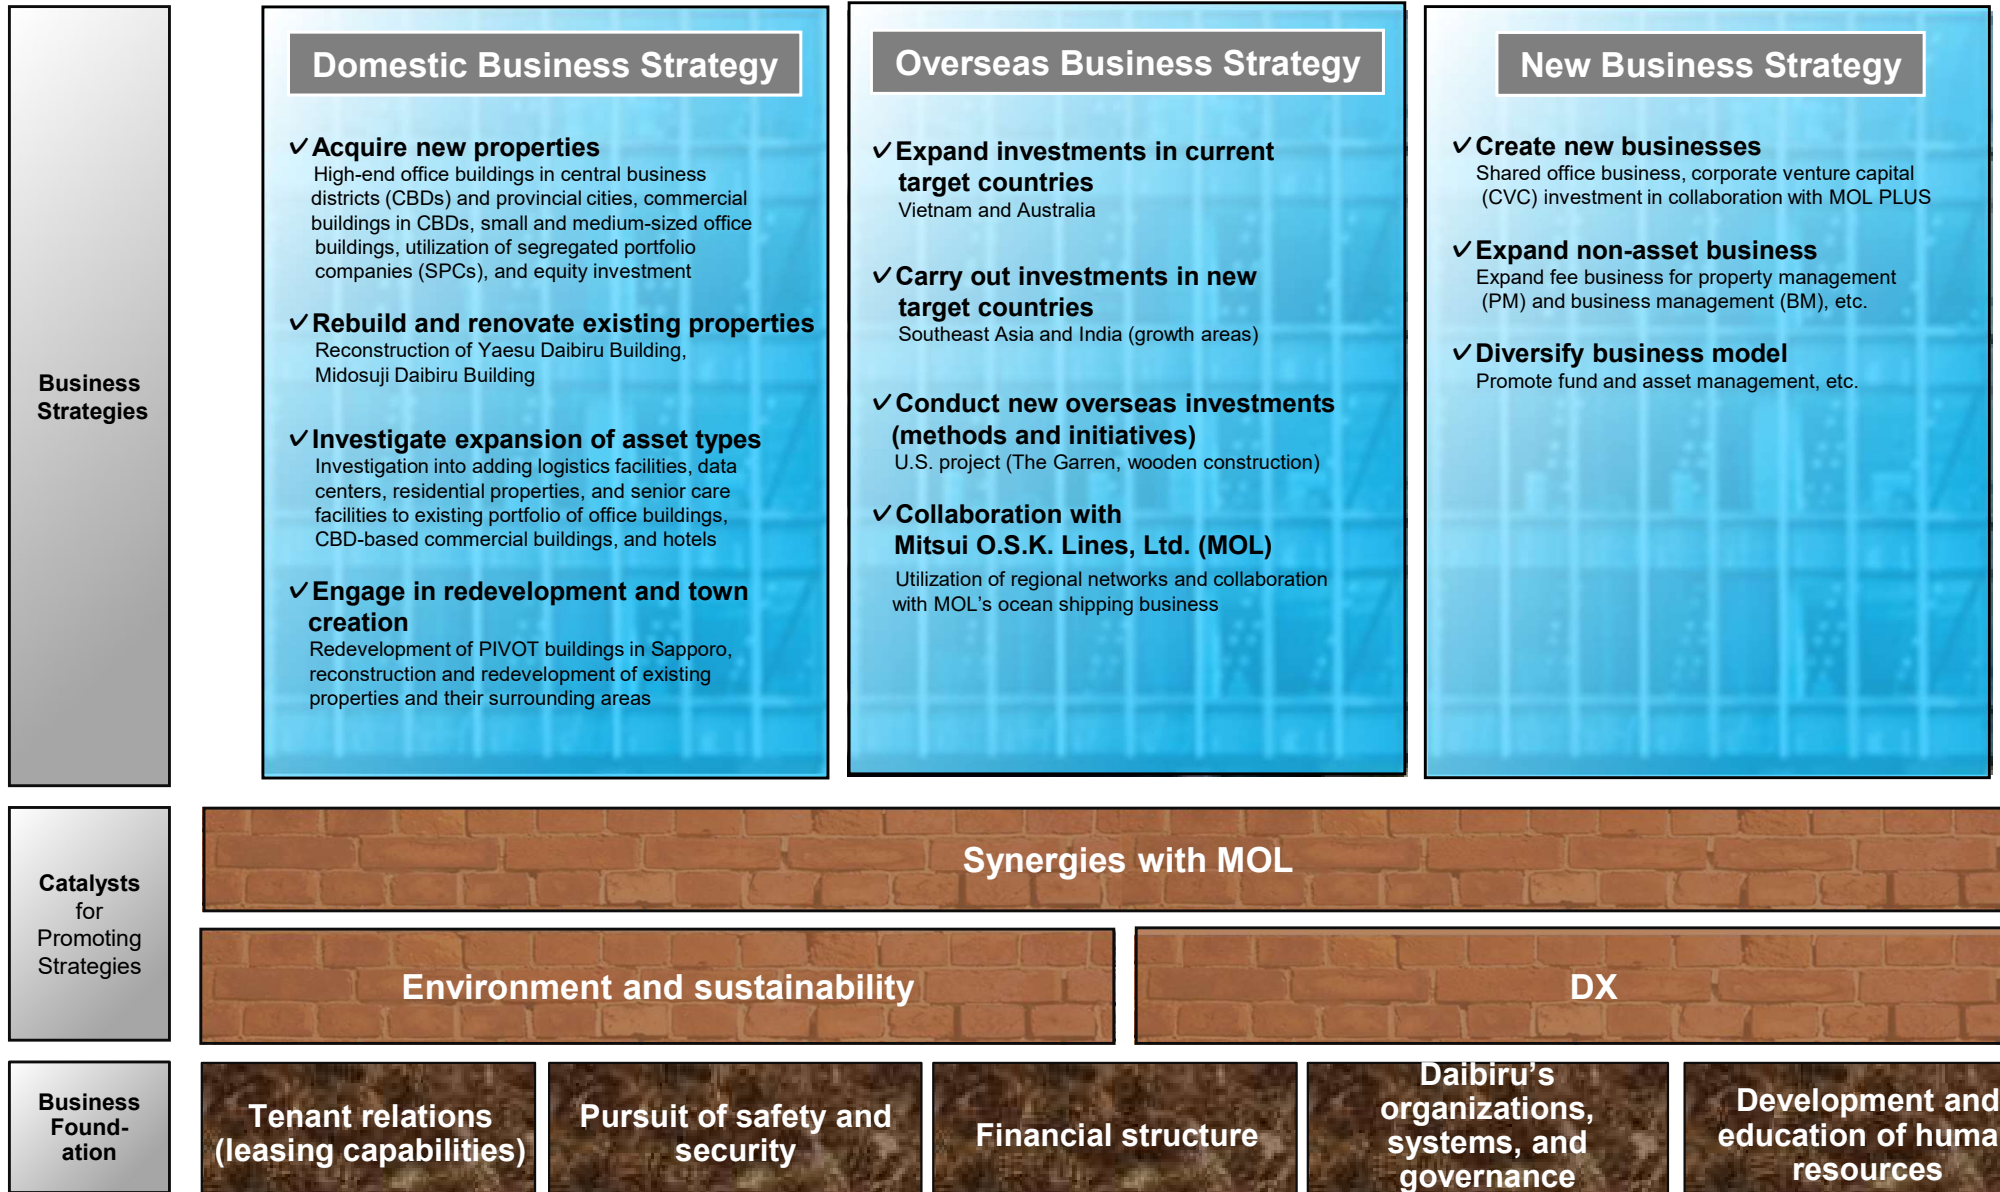 Business
Strategies
Domestic Business Strategy
✓Acquire new properties
High-end office buildings in central business
districts (CBDs) and provincial cities, commercial
buildings in CBDs, small and medium-sized office
buildings, utilization of segregated portfolio
companies (SPCs), and equity investment
✓Rebuild and renovate existing properties
Reconstruction of Yaesu Daibiru Building,
Midosuji Daibiru Building
✓Investigate expansion of asset types
Investigation into adding logistics facilities, data
centers, residential properties, and senior care
facilities to existing portfolio of office buildings,
CBD-based commercial buildings, and hotels
✓Engage in redevelopment and town
creation
Redevelopment of PIVOT buildings in Sapporo,
reconstruction and redevelopment of existing
properties and their surrounding areas
Overseas Business Strategy
✓Expand investments in current
target countries
Vietnam and Australia
✓Carry out investments in new
target countries
Southeast Asia and India (growth areas)
✓Conduct new overseas investments
(methods and initiatives)
U.S. project (The Garren, wooden construction)
✓Collaboration with
Mitsui O.S.K. Lines, Ltd. (MOL)
Utilization of regional networks and collaboration
with MOL’s ocean shipping business
New Business Strategy
✓Create new businesses
Shared office business, corporate venture capital
(CVC) investment in collaboration with MOL PLUS
✓Expand non-asset business
Expand fee business for property management
(PM) and business management (BM), etc.
✓Diversify business model
Promote fund and asset management, etc.
Catalysts
for
Promoting
Strategies
Synergies with MOL
Environment and sustainability
DX
Business
Found-
ation
Tenant relations
(leasing capabilities)
Pursuit of safety and
security
Financial structure
Daibiru’s
organizations,
systems, and
governance
Development and
education of huma
resources